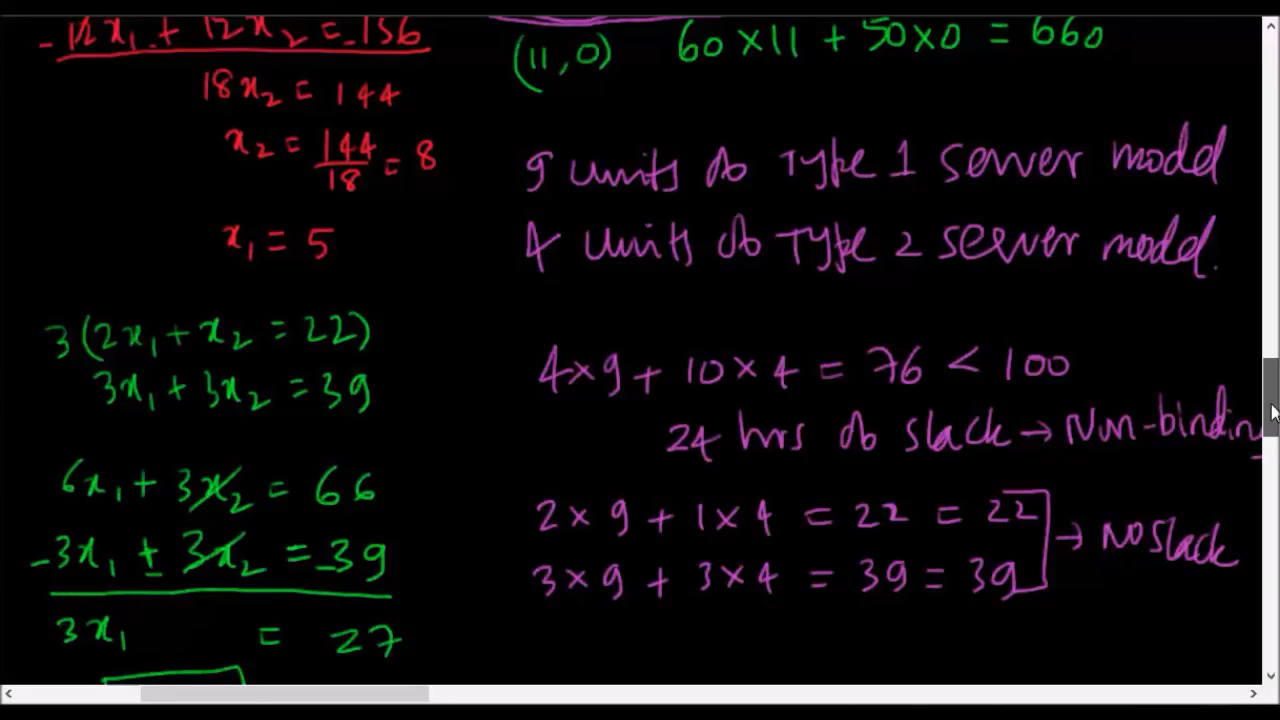 - 12x₁ + 12x₂ = -156
18x₂ = 144
x₂ = 144/18 = 8
x₁ = 5
3(2x₁ + x₂ = 22)
3x₁ + 3x₂ = 39
6x₁ + 3x₂ = 66
-3x₁ ± 3x₂ = -39
3x₁ = 27
(11, 0) 60×11 + 50×0 = 660
9 units of Type 1 server model
4 units of Type 2 server model.
4×9 + 10×4 = 76 < 100
24 hrs of slack → Non-binding
2×9 + 1×4 = 22 = 22
3×9 + 3×4 = 39 = 39
→ No slack